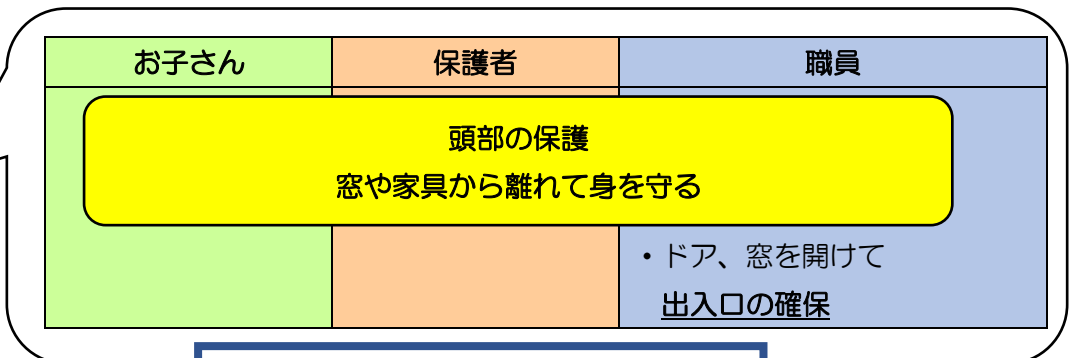 お子さん
保護者
職員
頭部の保護
窓や家具から離れて身を守る
・ドア、窓を開けて
出入口の確保